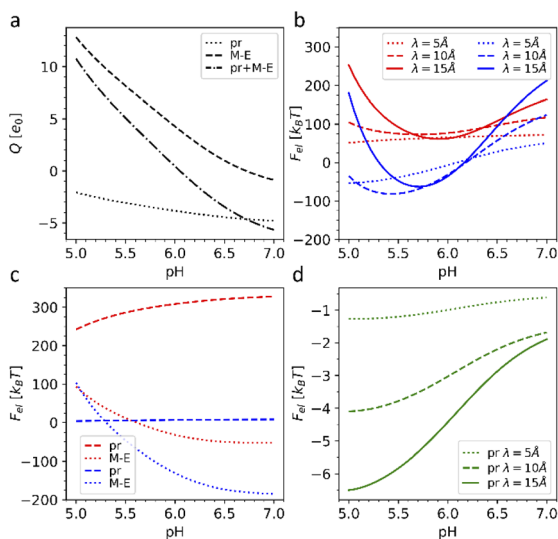 a
10
5
0
−5
Q [e₀]
5.0 5.5 6.0 6.5 7.0
pH
pr
M-E
pr+M-E
b
300
200
100
0
−100
−200
F_el [k_BT]
5.0 5.5 6.0 6.5 7.0
pH
λ = 5Å λ = 5Å
λ = 10Å λ = 10Å
λ = 15Å λ = 15Å
c
300
200
100
0
−100
−200
F_el [k_BT]
5.0 5.5 6.0 6.5 7.0
pH
pr
M-E
pr
M-E
d
−1
−2
−3
−4
−5
−6
F_el [k_BT]
5.0 5.5 6.0 6.5 7.0
pH
pr λ = 5Å
pr λ = 10Å
pr λ = 15Å